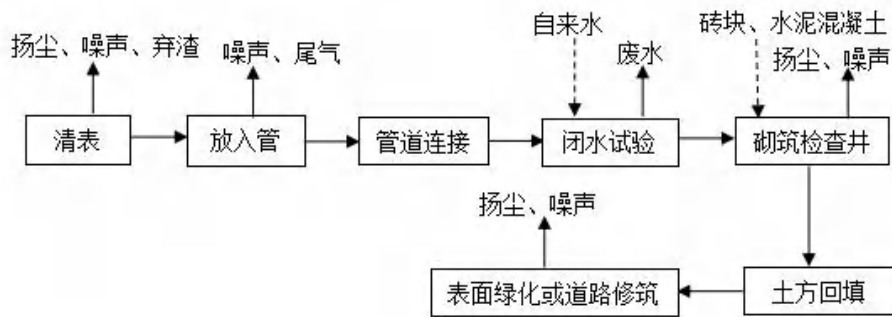 扬尘、噪声、弃渣
噪声、尾气
自来水
废水
砖块、水泥混凝土
扬尘、噪声
清表
放入管
管道连接
闭水试验
砌筑检查井
扬尘、噪声
表面绿化或道路修筑
土方回填